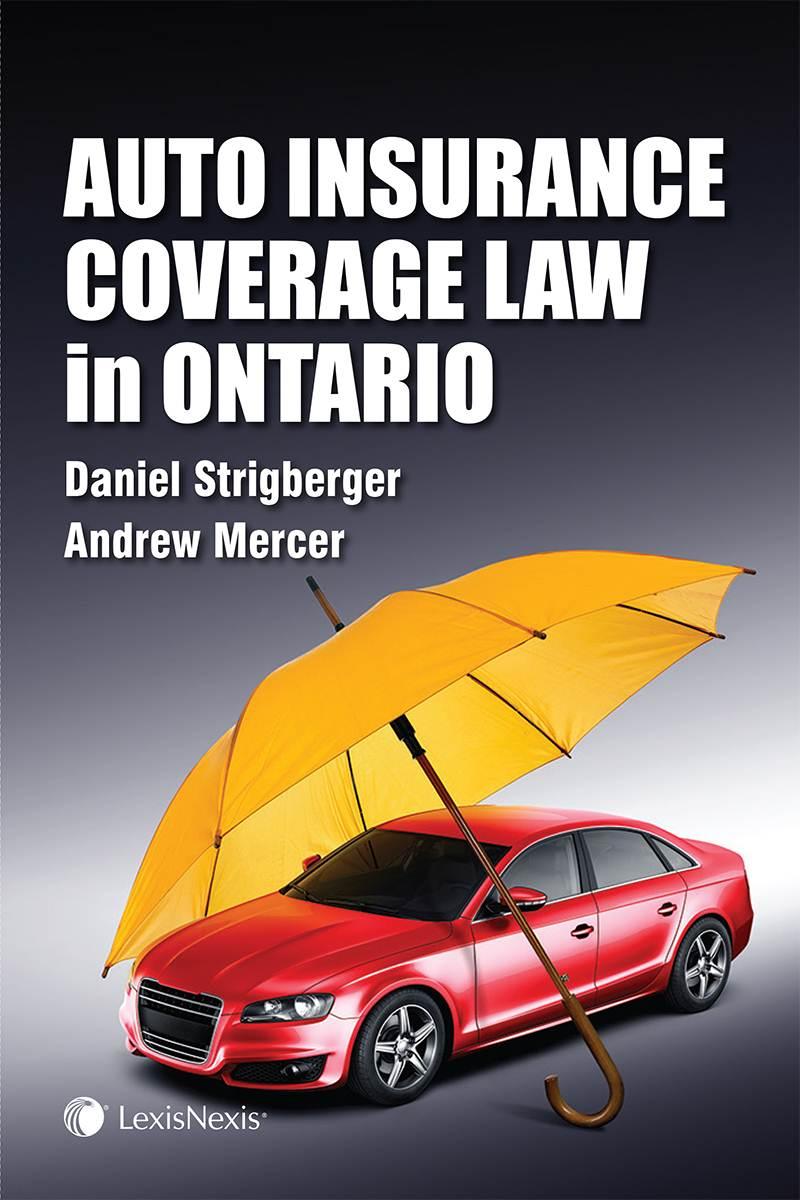 AUTO INSURANCE
COVERAGE LAW
in ONTARIO
Daniel Strigberger
Andrew Mercer
LexisNexis®